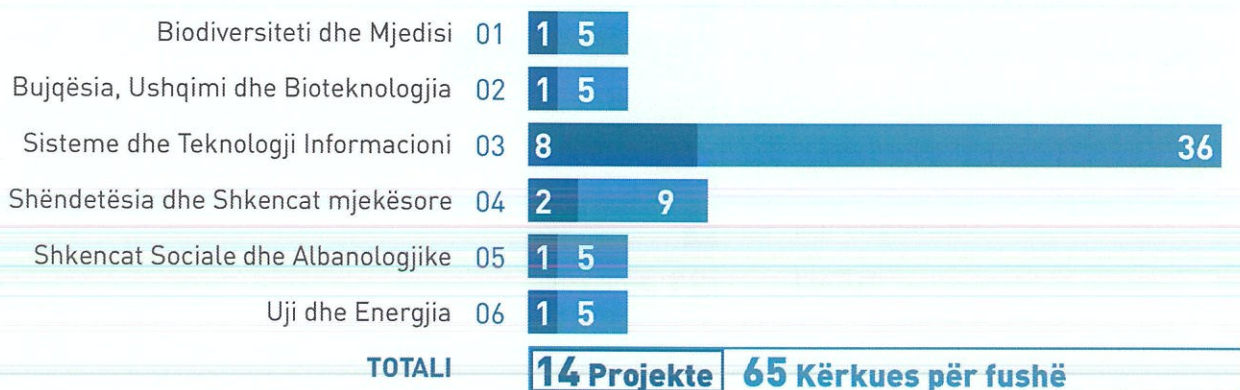 Biodiversiteti dhe Mjedisi 01 1 5
Bujqësia, Ushqimi dhe Bioteknologjia 02 1 5
Sisteme dhe Teknologji Informacioni 03 8 36
Shëndetësia dhe Shkencat mjekësore 04 2 9
Shkencat Sociale dhe Albanologjike 05 1 5
Uji dhe Energjia 06 1 5
TOTALI 14 Projekte 65 Kërkues për fushë